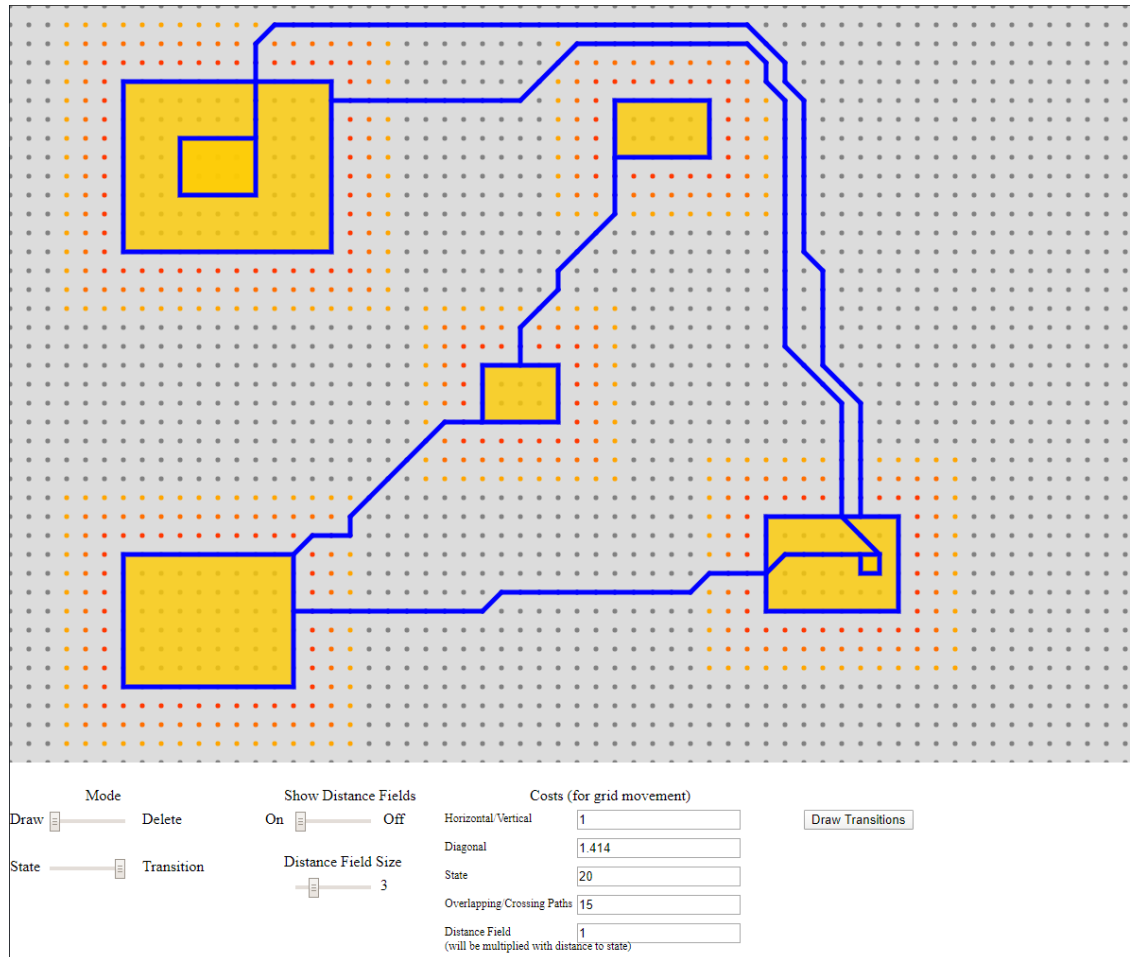 Mode
Draw Delete
State Transition
Show Distance Fields
On Off
Distance Field Size
3
Costs (for grid movement)
Horizontal/Vertical 1
Diagonal 1.414
State 20
Overlapping/Crossing Paths 15
Distance Field 1
(will be multiplied with distance to state)
Draw Transitions